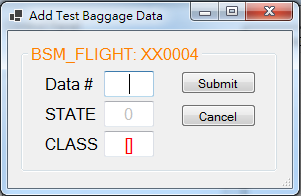 Add Test Baggage Data
BSM_FLIGHT: XX0004
Data # Submit
STATE 0 Cancel
CLASS []